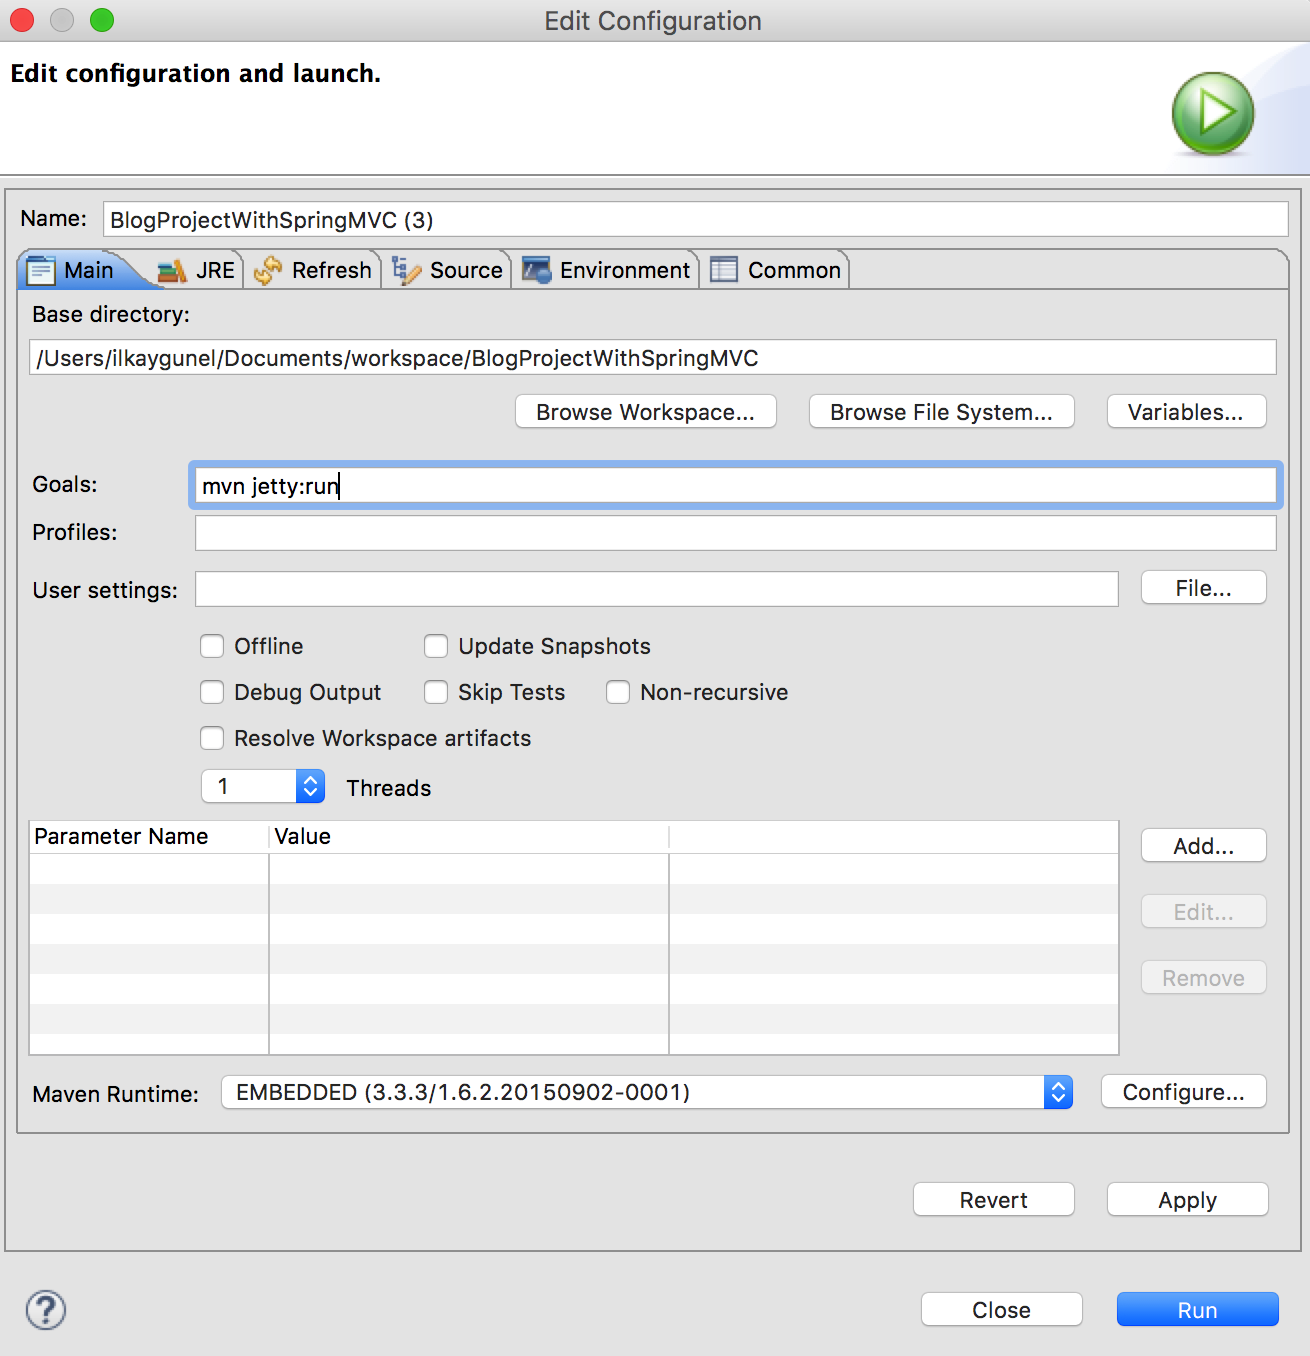 Edit Configuration
Edit configuration and launch.
Name: BlogProjectWithSpringMVC (3)
Main JRE Refresh Source Environment Common
Base directory:
/Users/ilkaygunel/Documents/workspace/BlogProjectWithSpringMVC
Browse Workspace... Browse File System... Variables...
Goals: mvn jetty:run
Profiles:
User settings: File...
Offline Update Snapshots
Debug Output Skip Tests Non-recursive
Resolve Workspace artifacts
1 Threads
Parameter Name Value
Add...
Edit...
Remove
Maven Runtime: EMBEDDED (3.3.3/1.6.2.20150902-0001) Configure...
Revert Apply
? Close Run